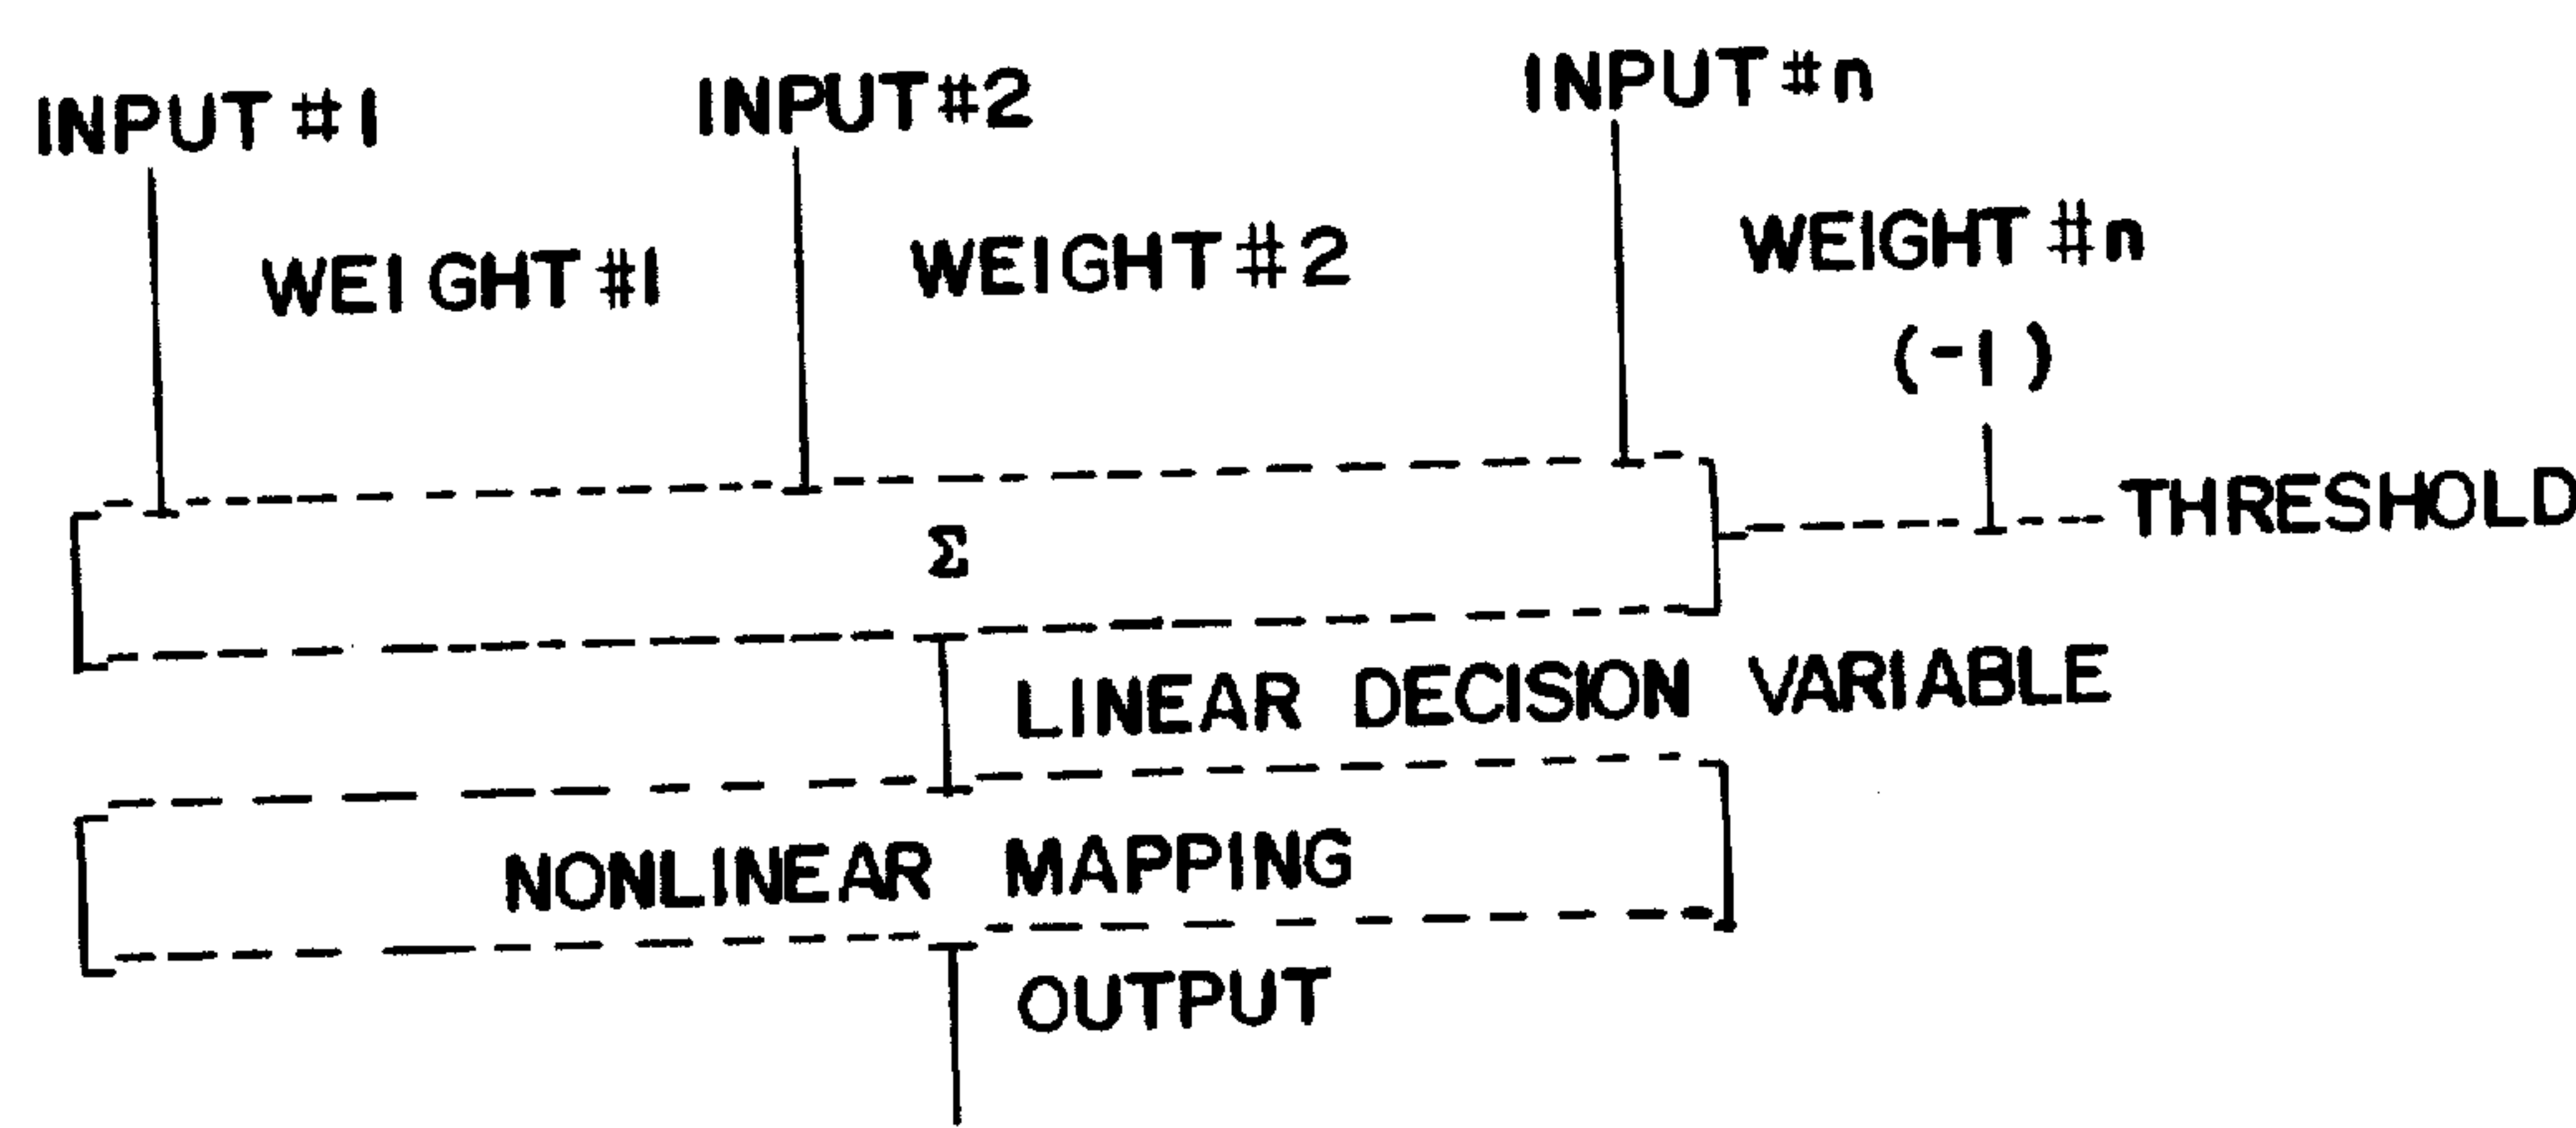 INPUT #1 INPUT #2 INPUT #n
WEIGHT #1 WEIGHT #2 WEIGHT #n
(-1)
Σ THRESHOLD
LINEAR DECISION VARIABLE
NONLINEAR MAPPING
OUTPUT